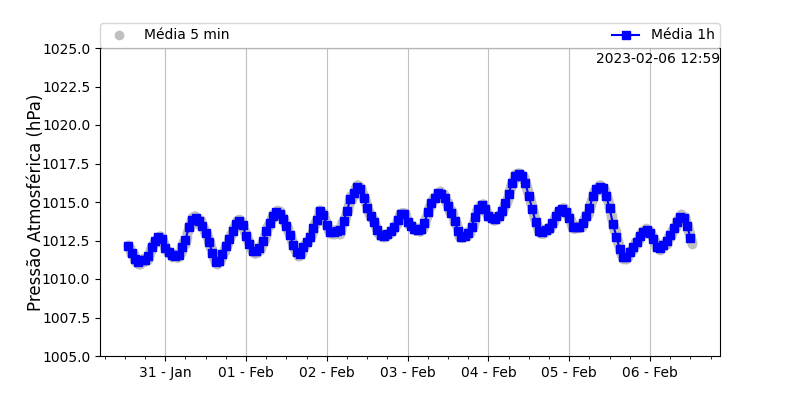 Média 5 min
Média 1h
2023-02-06 12:59
Pressão Atmosférica (hPa)
1025.0
1022.5
1020.0
1017.5
1015.0
1012.5
1010.0
1007.5
1005.0
31 - Jan
01 - Feb
02 - Feb
03 - Feb
04 - Feb
05 - Feb
06 - Feb